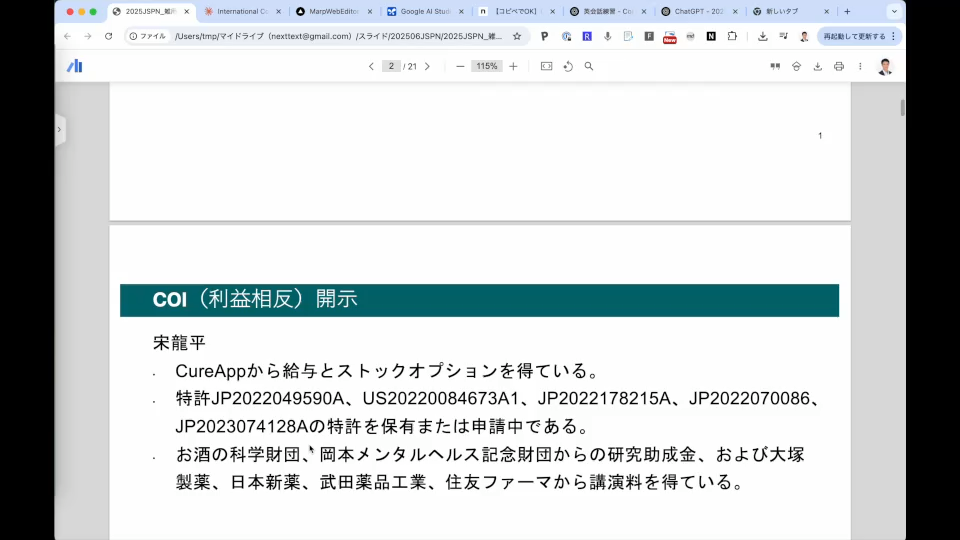 2025JSPN_雑
International C
MarpWebEditor
Google AI Studi
【コピペでOK】
英会話練習 - Cop
ChatGPT - 202
新しいタブ
ファイル
/Users/tmp/マイドライブ（nexttext@gmail.com）/スライド/202506JSPN/2025JSPN_雑...
New
再起動して更新する
2 / 21
115%
1
COI（利益相反）開示
宋龍平
・ CureAppから給与とストックオプションを得ている。
・ 特許JP2022049590A、US20220084673A1、JP2022178215A、JP2022070086、
JP2023074128Aの特許を保有または申請中である。
・ お酒の科学財団、岡本メンタルヘルス記念財団からの研究助成金、および大塚
製薬、日本新薬、武田薬品工業、住友ファーマから講演料を得ている。